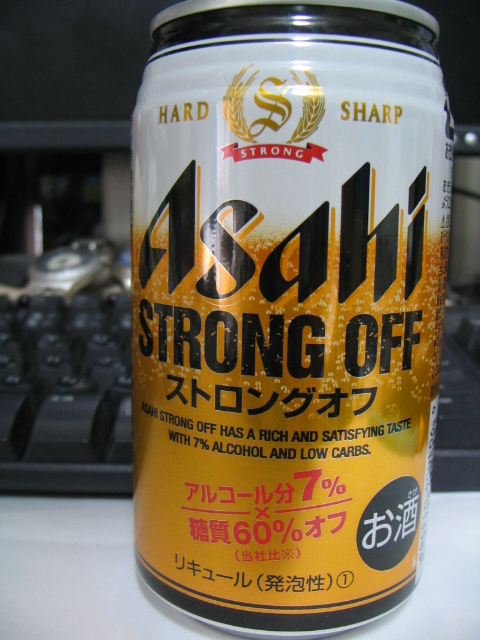 HARD S SHARP
STRONG
Asahi
STRONG OFF
ストロングオフ
ASAHI STRONG OFF HAS A RICH AND SATISFYING TASTE
WITH 7% ALCOHOL AND LOW CARBS.
アルコール分7%
×
糖質60%オフ
(当社比※)
さけ
お酒
リキュール(発泡性)①